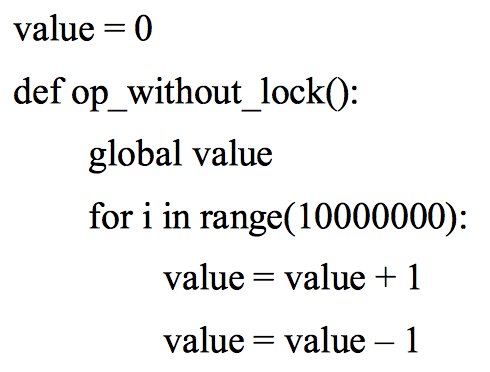 value = 0
def op_without_lock():
global value
for i in range(10000000):
value = value + 1
value = value – 1